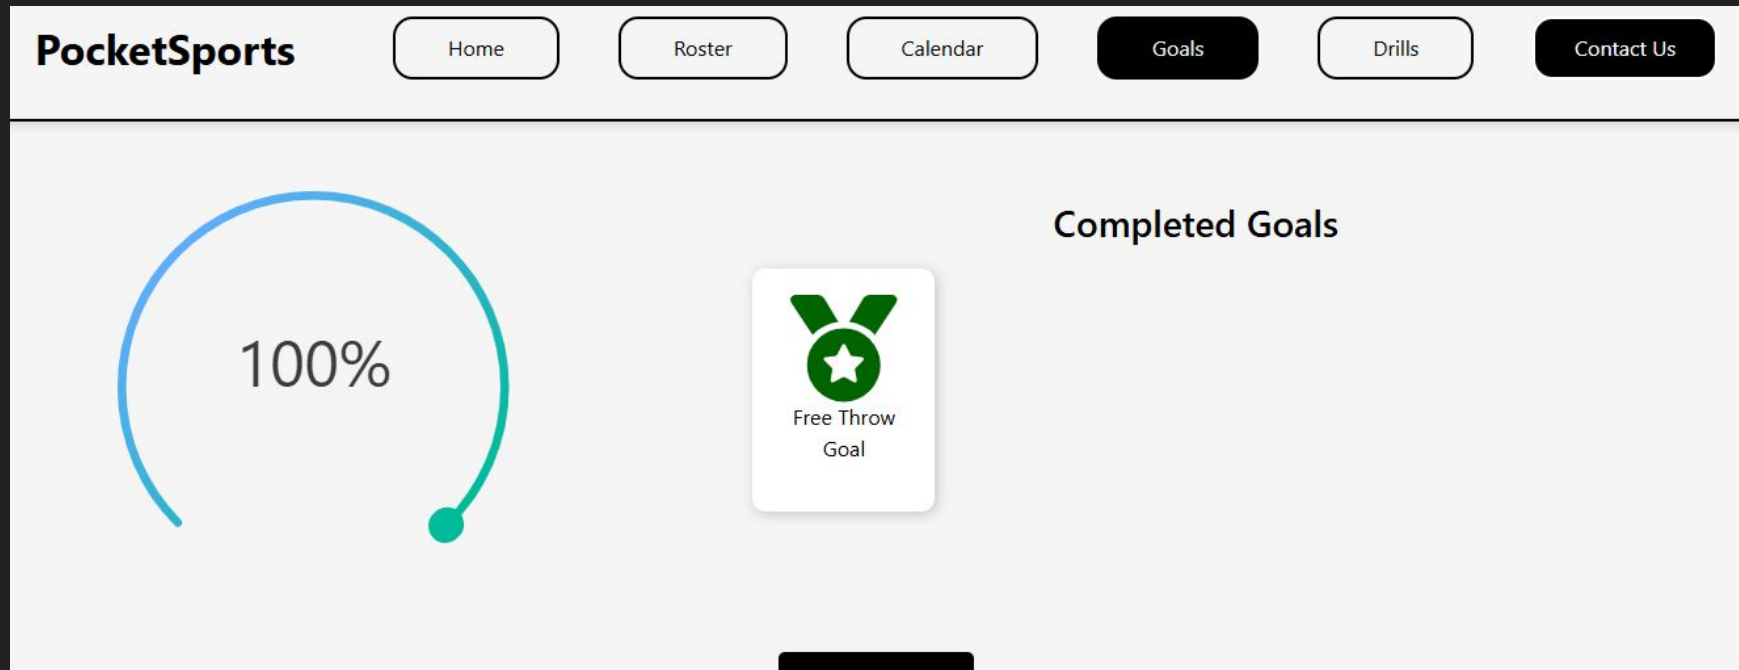 PocketSports
Home
Roster
Calendar
Goals
Drills
Contact Us
100%
Completed Goals
Free Throw
Goal